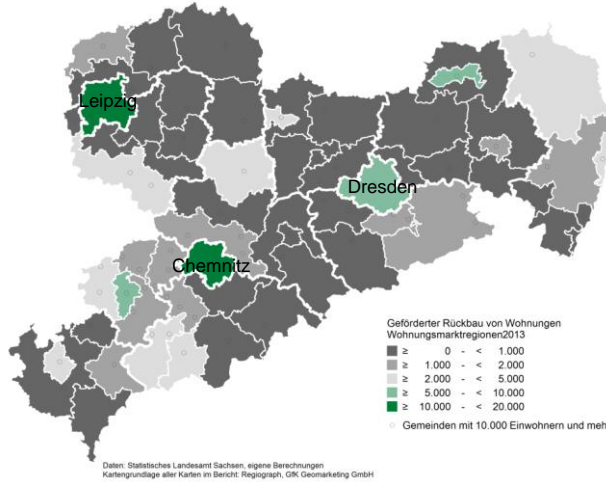 Leipzig
Dresden
Chemnitz
Geförderter Rückbau von Wohnungen
Wohnungsmarktregionen2013
≥ 0 - < 1.000
≥ 1.000 - < 2.000
≥ 2.000 - < 5.000
≥ 5.000 - < 10.000
≥ 10.000 - < 20.000
Gemeinden mit 10.000 Einwohnern und meh
Daten: Statistisches Landesamt Sachsen, eigene Berechnungen
Kartengrundlage aller Karten im Bericht: Regiograph, GfK Geomarketing GmbH